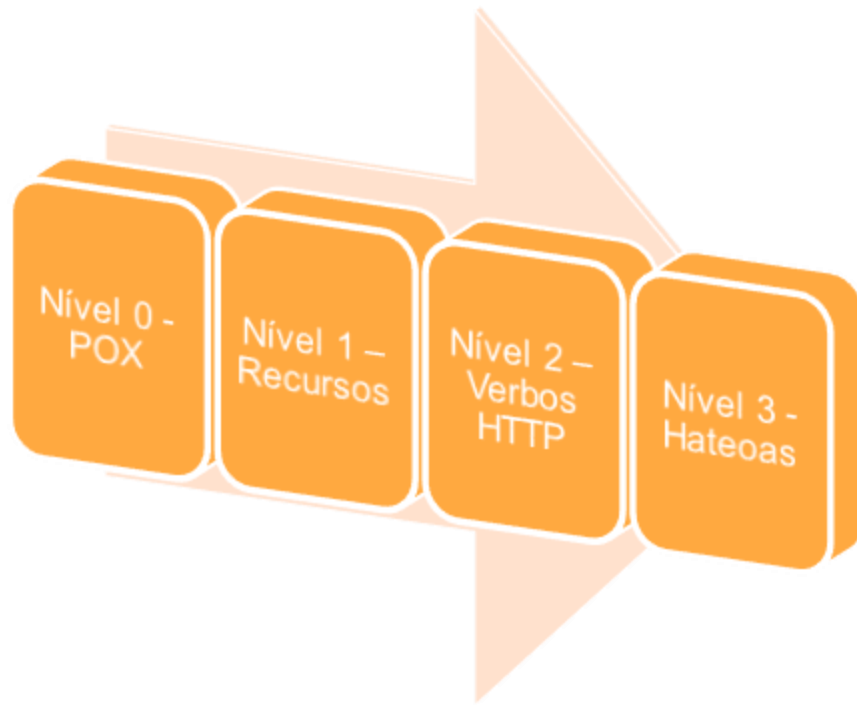 Nível 0 -
POX
Nível 1 –
Recursos
Nível 2 –
Verbos
HTTP
Nível 3 -
Hateoas